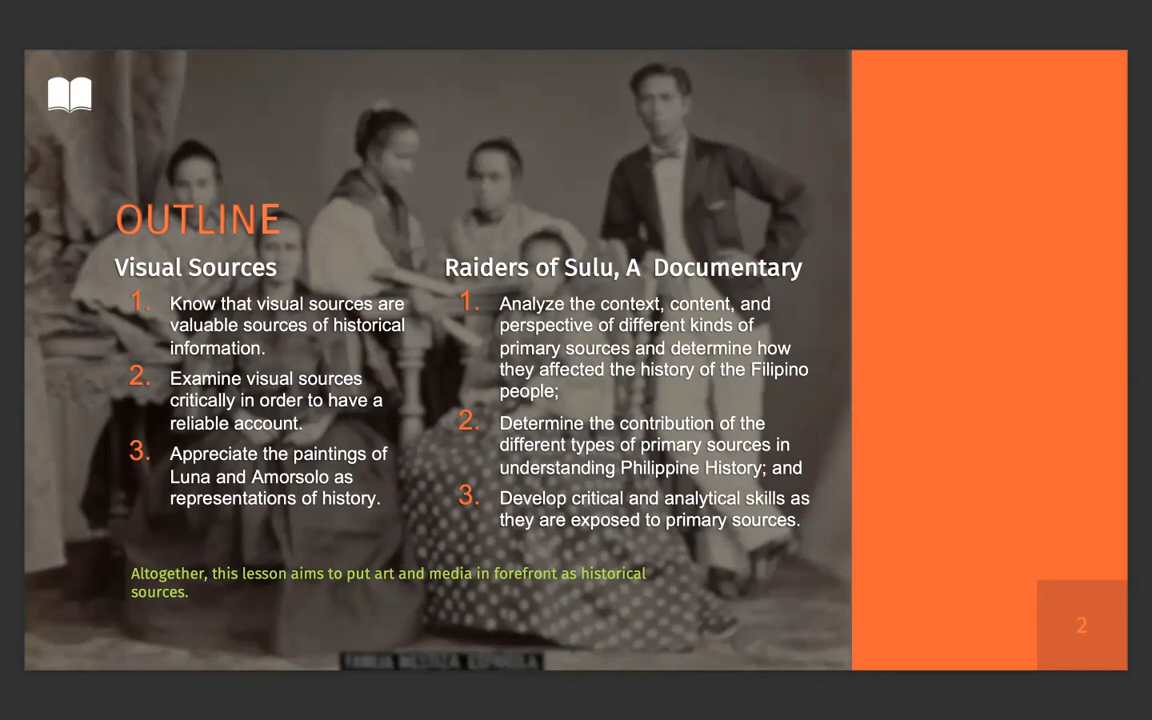 OUTLINE
Visual Sources
1. Know that visual sources are
valuable sources of historical
information.
2. Examine visual sources
critically in order to have a
reliable account.
3. Appreciate the paintings of
Luna and Amorsolo as
representations of history.
Raiders of Sulu, A Documentary
1. Analyze the context, content, and
perspective of different kinds of
primary sources and determine how
they affected the history of the Filipino
people;
2. Determine the contribution of the
different types of primary sources in
understanding Philippine History; and
3. Develop critical and analytical skills as
they are exposed to primary sources.
Altogether, this lesson aims to put art and media in forefront as historical
sources.
FAMILIA MESTIZA ESPAÑOLA
2